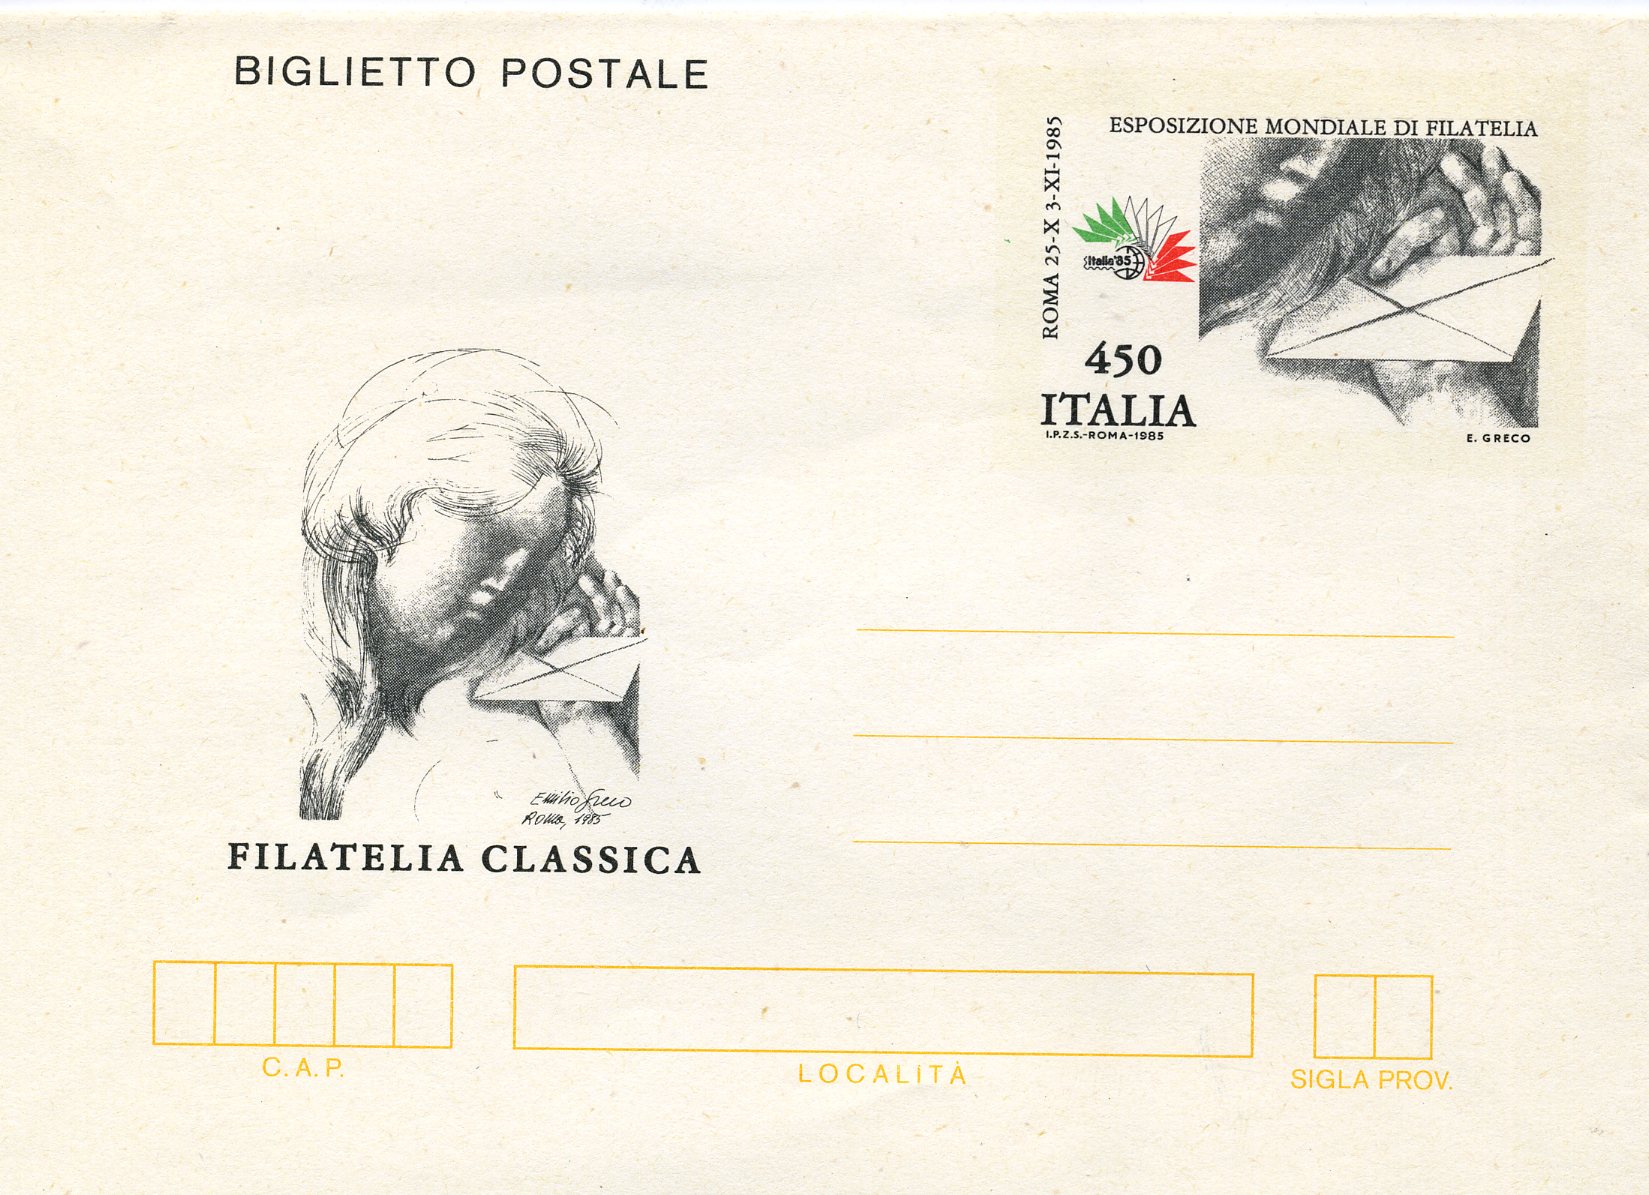 BIGLIETTO POSTALE
ESPOSIZIONE MONDIALE DI FILATELIA
ROMA 25-X 3-XI-1985
Italia'85
450
ITALIA
I.P.Z.S.-ROMA-1985
E. GRECO
Emilio Greco
Roma, 1985
FILATELIA CLASSICA
C.A.P.
LOCALITÀ
SIGLA PROV.